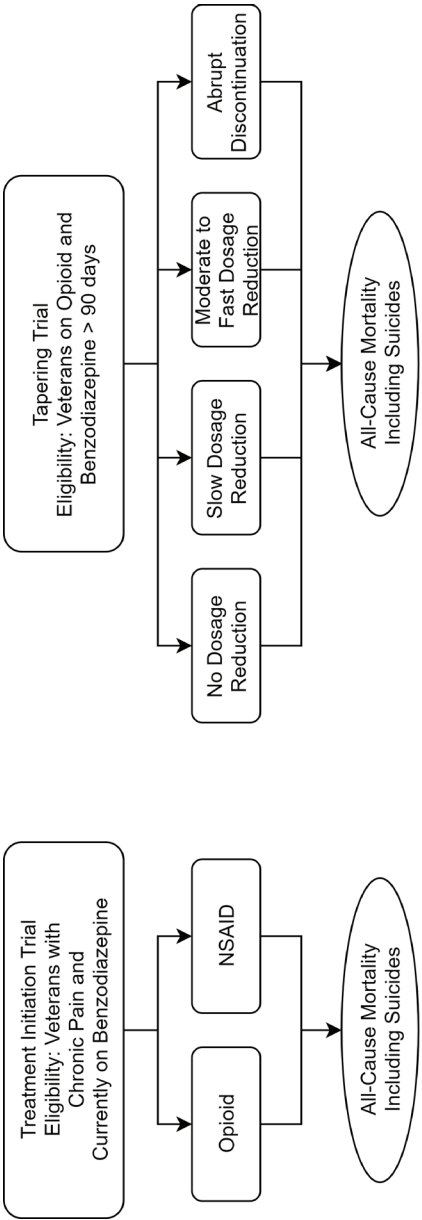 Treatment Initiation Trial
Eligibility: Veterans with
Chronic Pain and
Currently on Benzodiazepine
Opioid
NSAID
All-Cause Mortality
Including Suicides
Tapering Trial
Eligibility: Veterans on Opioid and
Benzodiazepine > 90 days
No Dosage
Reduction
Slow Dosage
Reduction
Moderate to
Fast Dosage
Reduction
Abrupt
Discontinuation
All-Cause Mortality
Including Suicides